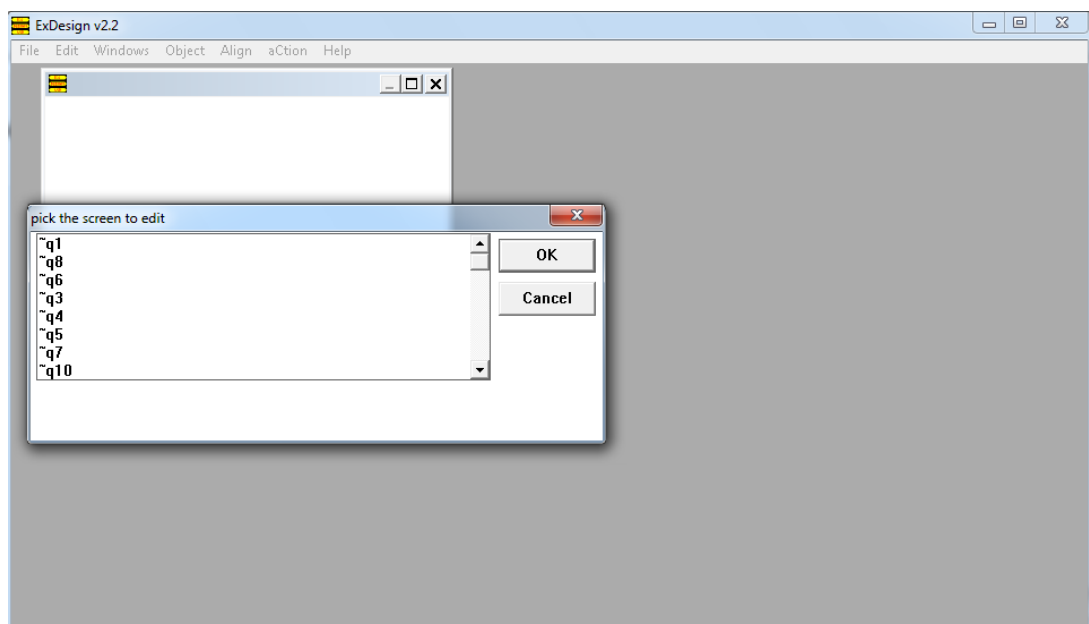 ExDesign v2.2
File Edit Windows Object Align aCtion Help
pick the screen to edit
~q1
~q8
~q6
~q3
~q4
~q5
~q7
~q10
OK
Cancel